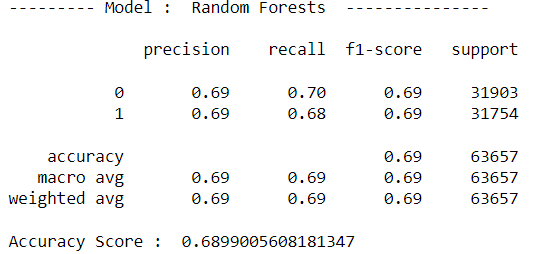 --------- Model :  Random Forests  ---------------
precision    recall  f1-score   support
0       0.69      0.70      0.69     31903
1       0.69      0.68      0.69     31754
accuracy                           0.69     63657
macro avg       0.69      0.69      0.69     63657
weighted avg       0.69      0.69      0.69     63657
Accuracy Score :  0.6899005608181347